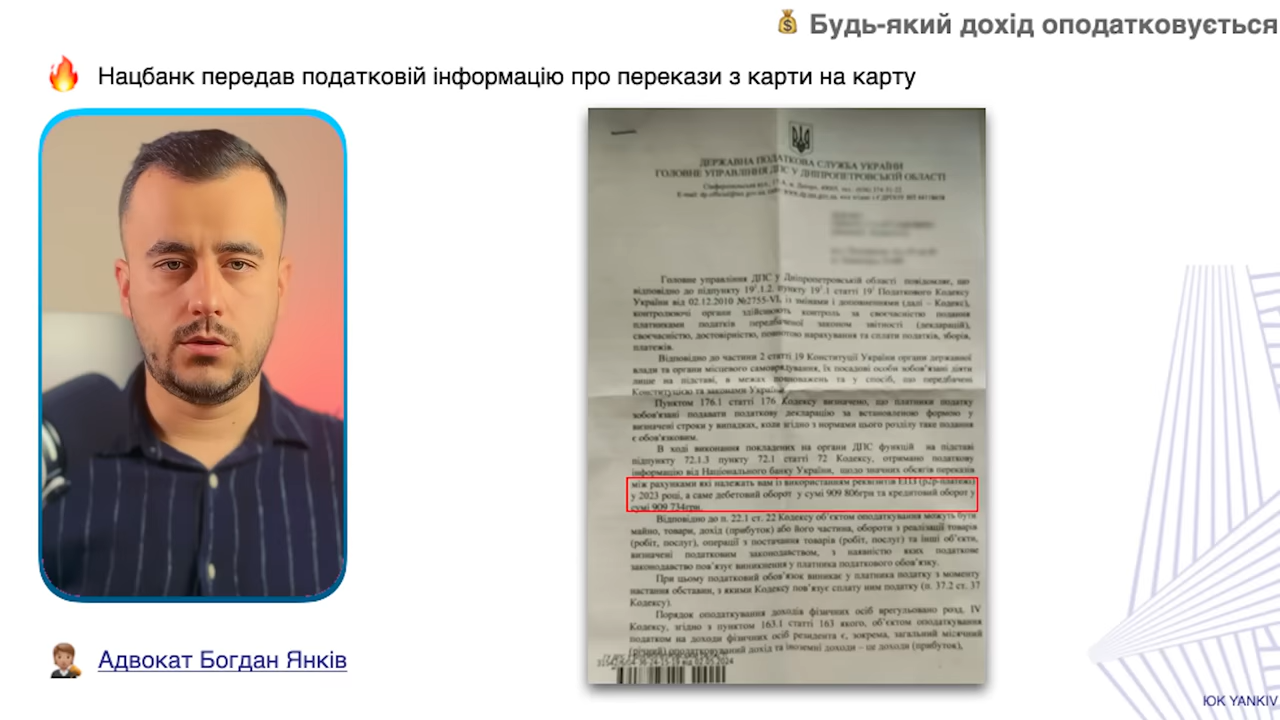 💰 Будь-який дохід оподатковується
🔥 Нацбанк передав податковій інформацію про перекази з карти на карту
ДЕРЖАВНА ПОДАТКОВА СЛУЖБА УКРАЇНИ
ГОЛОВНЕ УПРАВЛІННЯ ДПС У ДНІПРОПЕТРОВСЬКІЙ ОБЛАСТІ
Головне управління ДПС у Дніпропетровській області повідомляє, що
відповідно до підпункту 19¹.1.2. пункту 19¹.1 статті 19¹ Податкового Кодексу
України від 02.12.2010 №2755-VI, із змінами і доповненнями (далі – Кодекс),
контролюючі органи здійснюють контроль за своєчасністю подання
платниками податків передбаченої законом звітності (декларацій),
своєчасністю, достовірністю, повнотою нарахування та сплати податків, зборів,
платежів.
Відповідно до частини 2 статті 19 Конституції України органи державної
влади та органи місцевого самоврядування, їх посадові особи зобов'язані діяти
лише на підставі, в межах повноважень та у спосіб, що передбачені
Конституцією та законами України.
Пунктом 176.1 статті 176 Кодексу визначено, що платники податку
зобов'язані подавати податкову декларацію за встановленою формою у
визначені строки у випадках, коли згідно з нормами цього розділу таке подання
є обов'язковим.
В ході виконання покладених на органи ДПС функцій на підставі
підпункту 72.1.3 пункту 72.1 статті 72 Кодексу, отримано податкову
інформацію від Національного банку України, щодо значних обсягів переказів
між рахунками які належать вам із використанням реквізитів ЕПЗ (р2р-платежі)
у 2023 році, а саме дебетовий оборот у сумі 909 806грн та кредитовий оборот у
сумі 909 734грн.
Відповідно до п. 22.1 ст. 22 Кодексу об'єктом оподаткування можуть бути
майно, товари, дохід (прибуток) або його частина, обороти з реалізації товарів
(робіт, послуг), операції з постачання товарів (робіт, послуг) та інші об'єкти,
визначені податковим законодавством, з наявністю яких податкове
законодавство пов'язує виникнення у платника податкового обов'язку.
При цьому податковий обов'язок виникає у платника податку з моменту
настання обставин, з якими Кодекс пов'язує сплату ним податку (п. 37.2 ст. 37
Кодексу).
Порядок оподаткування доходів фізичних осіб врегульовано розд. IV
Кодексу, згідно з пунктом 163.1 статті 163 якого, об'єктом оподаткування
податком на доходи фізичних осіб резидента є, зокрема, загальний місячний
(річний) оподатковуваний дохід та іноземні доходи – це доходи (прибуток),
Адвокат Богдан Янків
ЮК YANKIV